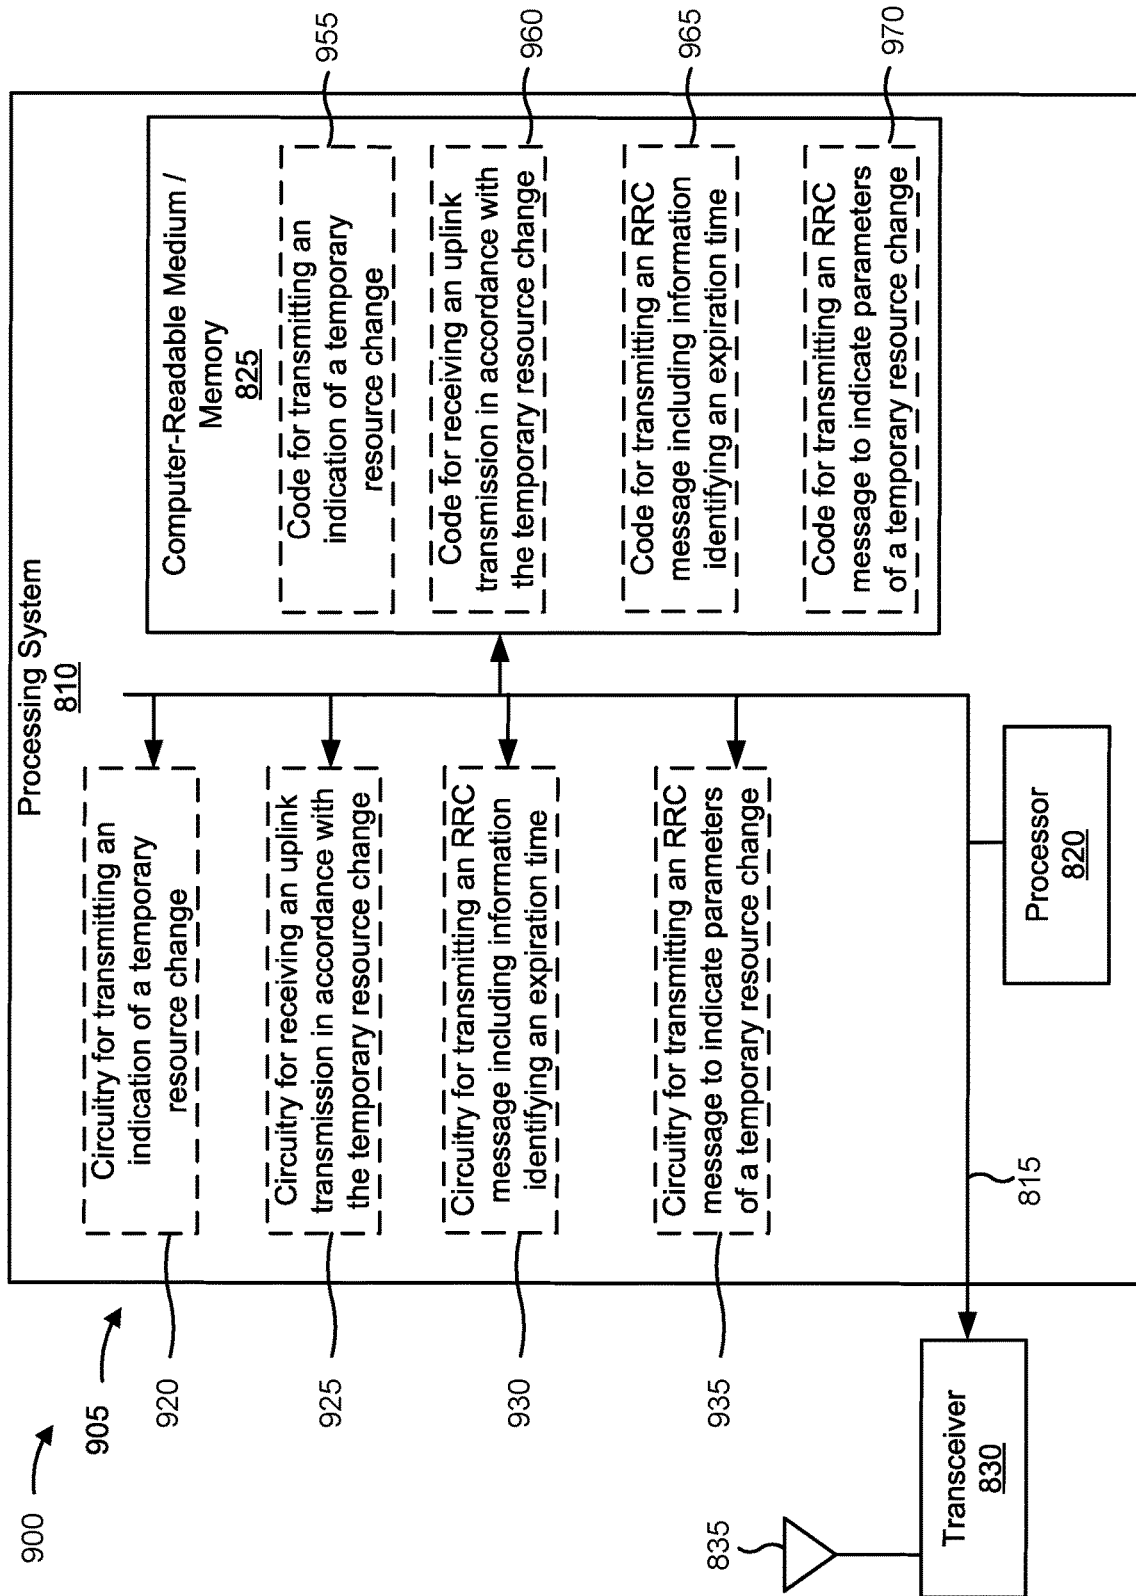 900
905
Processing System
810
920
Circuitry for transmitting an
indication of a temporary
resource change
925
Circuitry for receiving an uplink
transmission in accordance with
the temporary resource change
930
Circuitry for transmitting an RRC
message including information
identifying an expiration time
935
Circuitry for transmitting an RRC
message to indicate parameters
of a temporary resource change
Computer-Readable Medium /
Memory
825
Code for transmitting an
indication of a temporary
resource change
955
Code for receiving an uplink
transmission in accordance with
the temporary resource change
960
Code for transmitting an RRC
message including information
identifying an expiration time
965
Code for transmitting an RRC
message to indicate parameters
of a temporary resource change
970
835
Transceiver
830
815
Processor
820